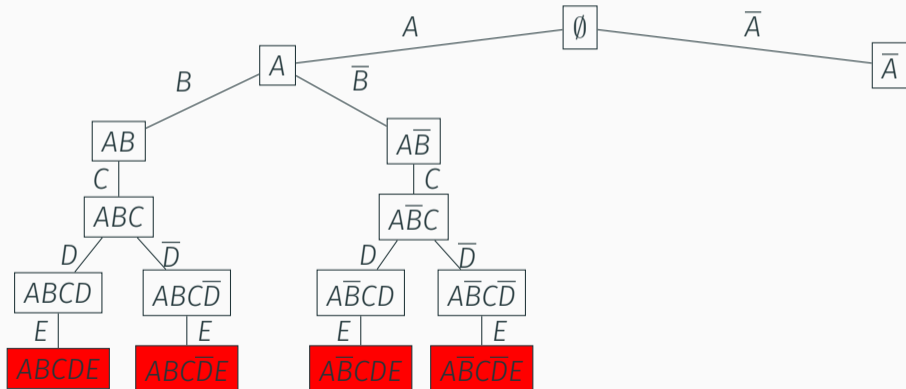 A ∅ A̅
A A̅
B B̅
AB AB̅
C C
ABC AB̅C
D D̅ D D̅
ABCD ABCD̅ AB̅CD AB̅CD̅
E E E E
ABCDE ABCD̅E AB̅CDE AB̅CD̅E